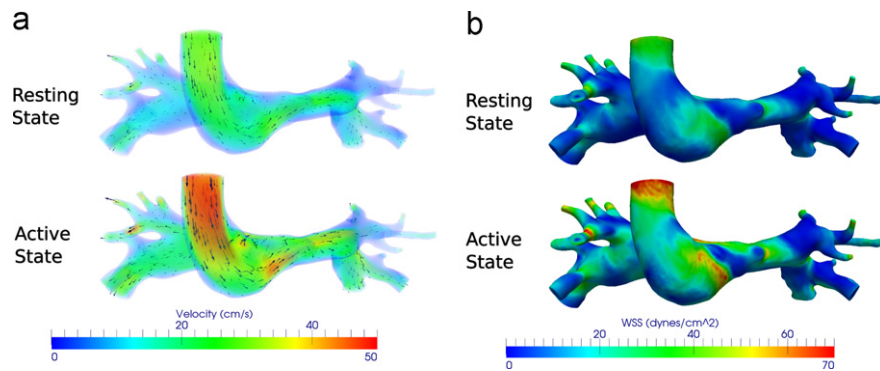 a
Resting
State
Active
State
Velocity (cm/s)
20 40
0 50
b
Resting
State
Active
State
WSS (dynes/cm^2)
20 40 60
0 70